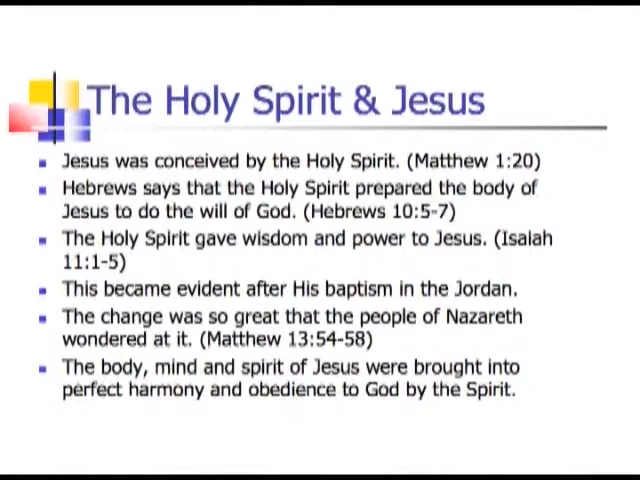 The Holy Spirit & Jesus
Jesus was conceived by the Holy Spirit. (Matthew 1:20)
Hebrews says that the Holy Spirit prepared the body of
Jesus to do the will of God. (Hebrews 10:5-7)
The Holy Spirit gave wisdom and power to Jesus. (Isaiah
11:1-5)
This became evident after His baptism in the Jordan.
The change was so great that the people of Nazareth
wondered at it. (Matthew 13:54-58)
The body, mind and spirit of Jesus were brought into
perfect harmony and obedience to God by the Spirit.